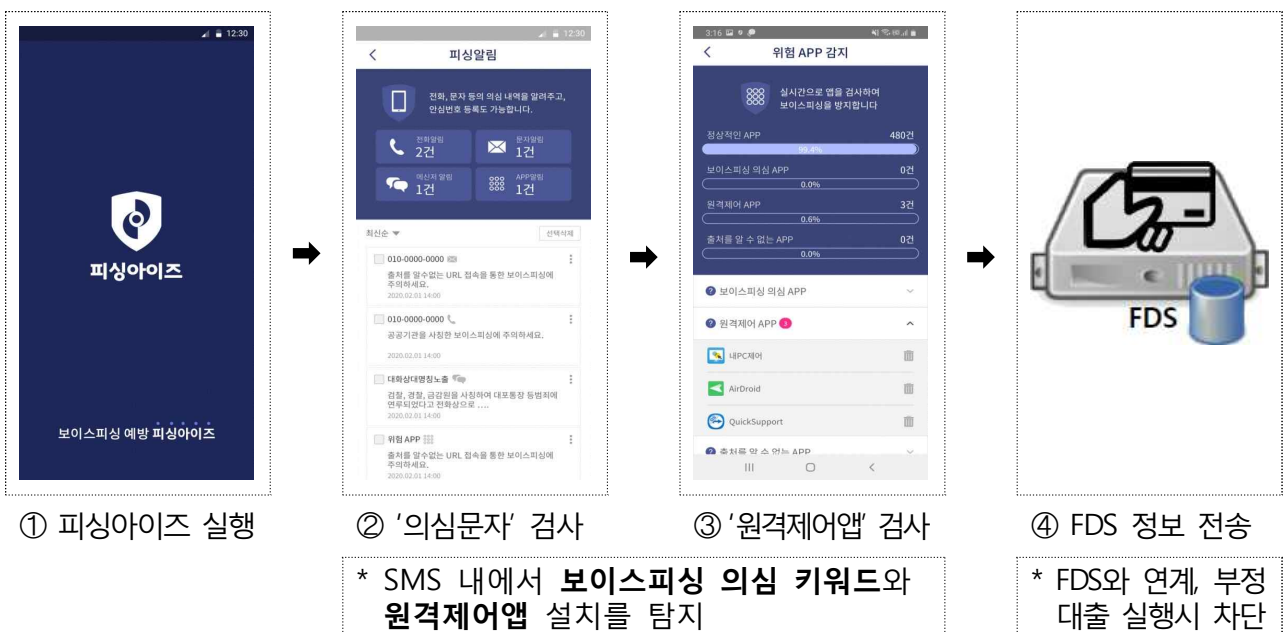 12:30
피싱아이즈
보이스피싱 예방 피싱아이즈
① 피싱아이즈 실행
12:30
피싱알림
전화, 문자 등의 의심 내역을 알려주고,
안심번호 등록도 가능합니다.
전화알림
2건
문자알림
1건
메신저 알림
1건
APP알림
1건
최신순
선택삭제
010-0000-0000
출처를 알수없는 URL 접속을 통한 보이스피싱에
주의하세요.
2020.02.01 14:00
010-0000-0000
공공기관을 사칭한 보이스피싱에 주의하세요.
2020.02.01 14:00
대화상대명칭노출
검찰, 경찰, 금감원을 사칭하여 대포통장 등범죄에
연루되었다고 전화상으로 ....
2020.02.01 14:00
위험 APP
출처를 알수없는 URL 접속을 통한 보이스피싱에
주의하세요.
2020.02.01 14:00
② '의심문자' 검사
3:16
위험 APP 감지
실시간으로 앱을 검사하여
보이스피싱을 방지합니다
정상적인 APP 480건
99.4%
보이스피싱 의심 APP 0건
0.0%
원격제어 APP 3건
0.6%
출처를 알 수 없는 APP 0건
0.0%
? 보이스피싱 의심 APP
? 원격제어 APP 3
내PC제어
AirDroid
QuickSupport
? 출처를 알 수 없는 APP
③ '원격제어앱' 검사
FDS
④ FDS 정보 전송
* SMS 내에서 보이스피싱 의심 키워드와
원격제어앱 설치를 탐지
* FDS와 연계, 부정
대출 실행시 차단